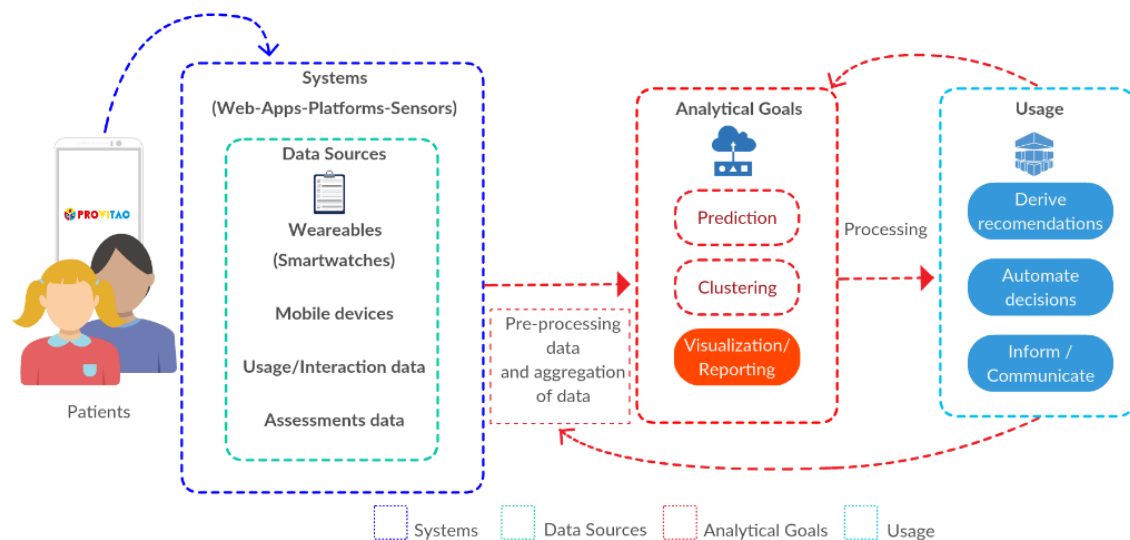 Systems
(Web-Apps-Platforms-Sensors)
Data Sources
Weareables
(Smartwatches)
Mobile devices
Usage/Interaction data
Assessments data
PROVITAO
Patients
Pre-processing
data
and aggregation
of data
Analytical Goals
Prediction
Clustering
Visualization/
Reporting
Processing
Usage
Derive
recomendations
Automate
decisions
Inform /
Communicate
Systems
Data Sources
Analytical Goals
Usage